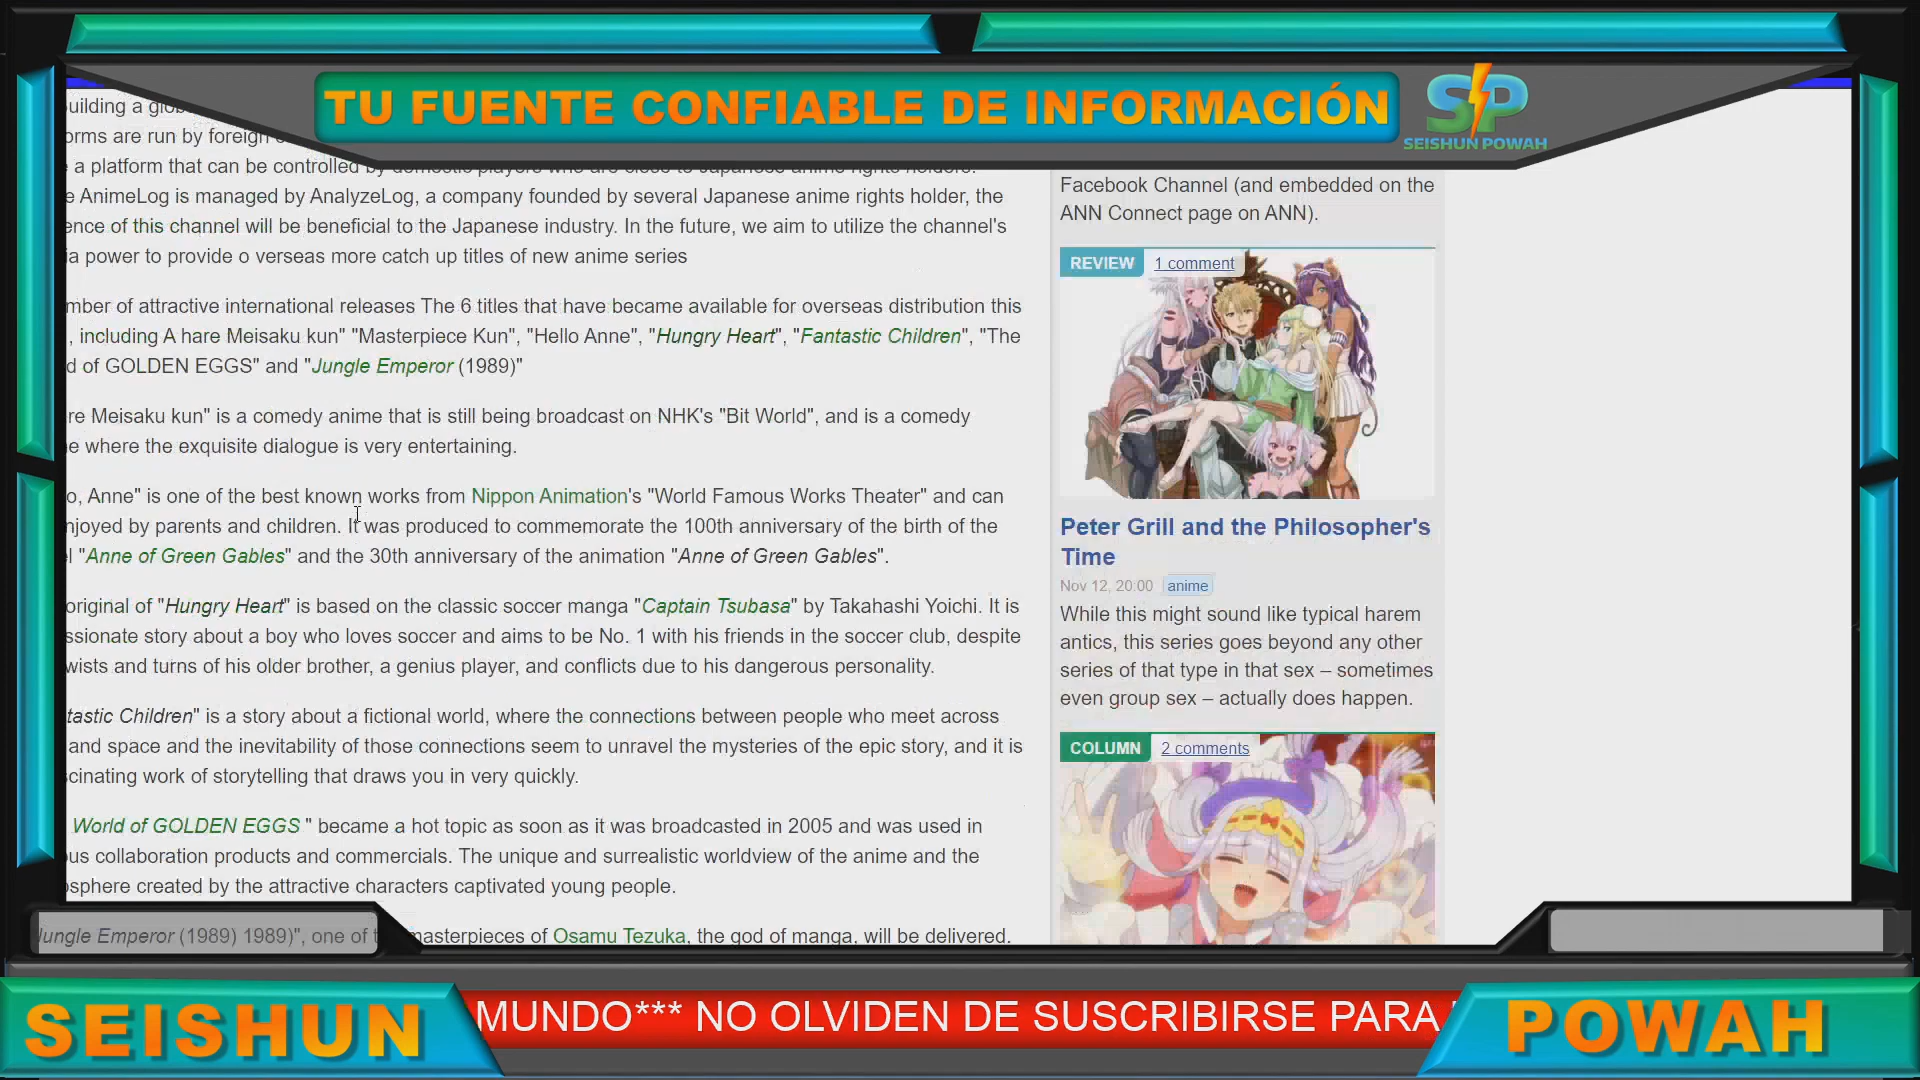 TU FUENTE CONFIABLE DE INFORMACIÓN
SP
SEISHUN POWAH
uilding a
orms are run by foreign
a platform that can be controlled by domestic players who are close to Japanese anime rights holders.
e AnimeLog is managed by AnalyzeLog, a company founded by several Japanese anime rights holder, the
ence of this channel will be beneficial to the Japanese industry. In the future, we aim to utilize the channel's
ia power to provide o verseas more catch up titles of new anime series
mber of attractive international releases The 6 titles that have became available for overseas distribution this
, including A hare Meisaku kun" "Masterpiece Kun", "Hello Anne", "Hungry Heart", "Fantastic Children", "The
d of GOLDEN EGGS" and "Jungle Emperor (1989)"
re Meisaku kun" is a comedy anime that is still being broadcast on NHK's "Bit World", and is a comedy
e where the exquisite dialogue is very entertaining.
o, Anne" is one of the best known works from Nippon Animation's "World Famous Works Theater" and can
njoyed by parents and children. It was produced to commemorate the 100th anniversary of the birth of the
l "Anne of Green Gables" and the 30th anniversary of the animation "Anne of Green Gables".
original of "Hungry Heart" is based on the classic soccer manga "Captain Tsubasa" by Takahashi Yoichi. It is
ssionate story about a boy who loves soccer and aims to be No. 1 with his friends in the soccer club, despite
wists and turns of his older brother, a genius player, and conflicts due to his dangerous personality.
tastic Children" is a story about a fictional world, where the connections between people who meet across
and space and the inevitability of those connections seem to unravel the mysteries of the epic story, and it is
scinating work of storytelling that draws you in very quickly.
World of GOLDEN EGGS " became a hot topic as soon as it was broadcasted in 2005 and was used in
us collaboration products and commercials. The unique and surrealistic worldview of the anime and the
osphere created by the attractive characters captivated young people.
Jungle Emperor (1989) 1989)", one of masterpieces of Osamu Tezuka, the god of manga, will be delivered.
Facebook Channel (and embedded on the
ANN Connect page on ANN).
REVIEW 1 comment
Peter Grill and the Philosopher's
Time
Nov 12, 20:00 anime
While this might sound like typical harem
antics, this series goes beyond any other
series of that type in that sex – sometimes
even group sex – actually does happen.
COLUMN 2 comments
SEISHUN
MUNDO*** NO OLVIDEN DE SUSCRIBIRSE PARA
POWAH